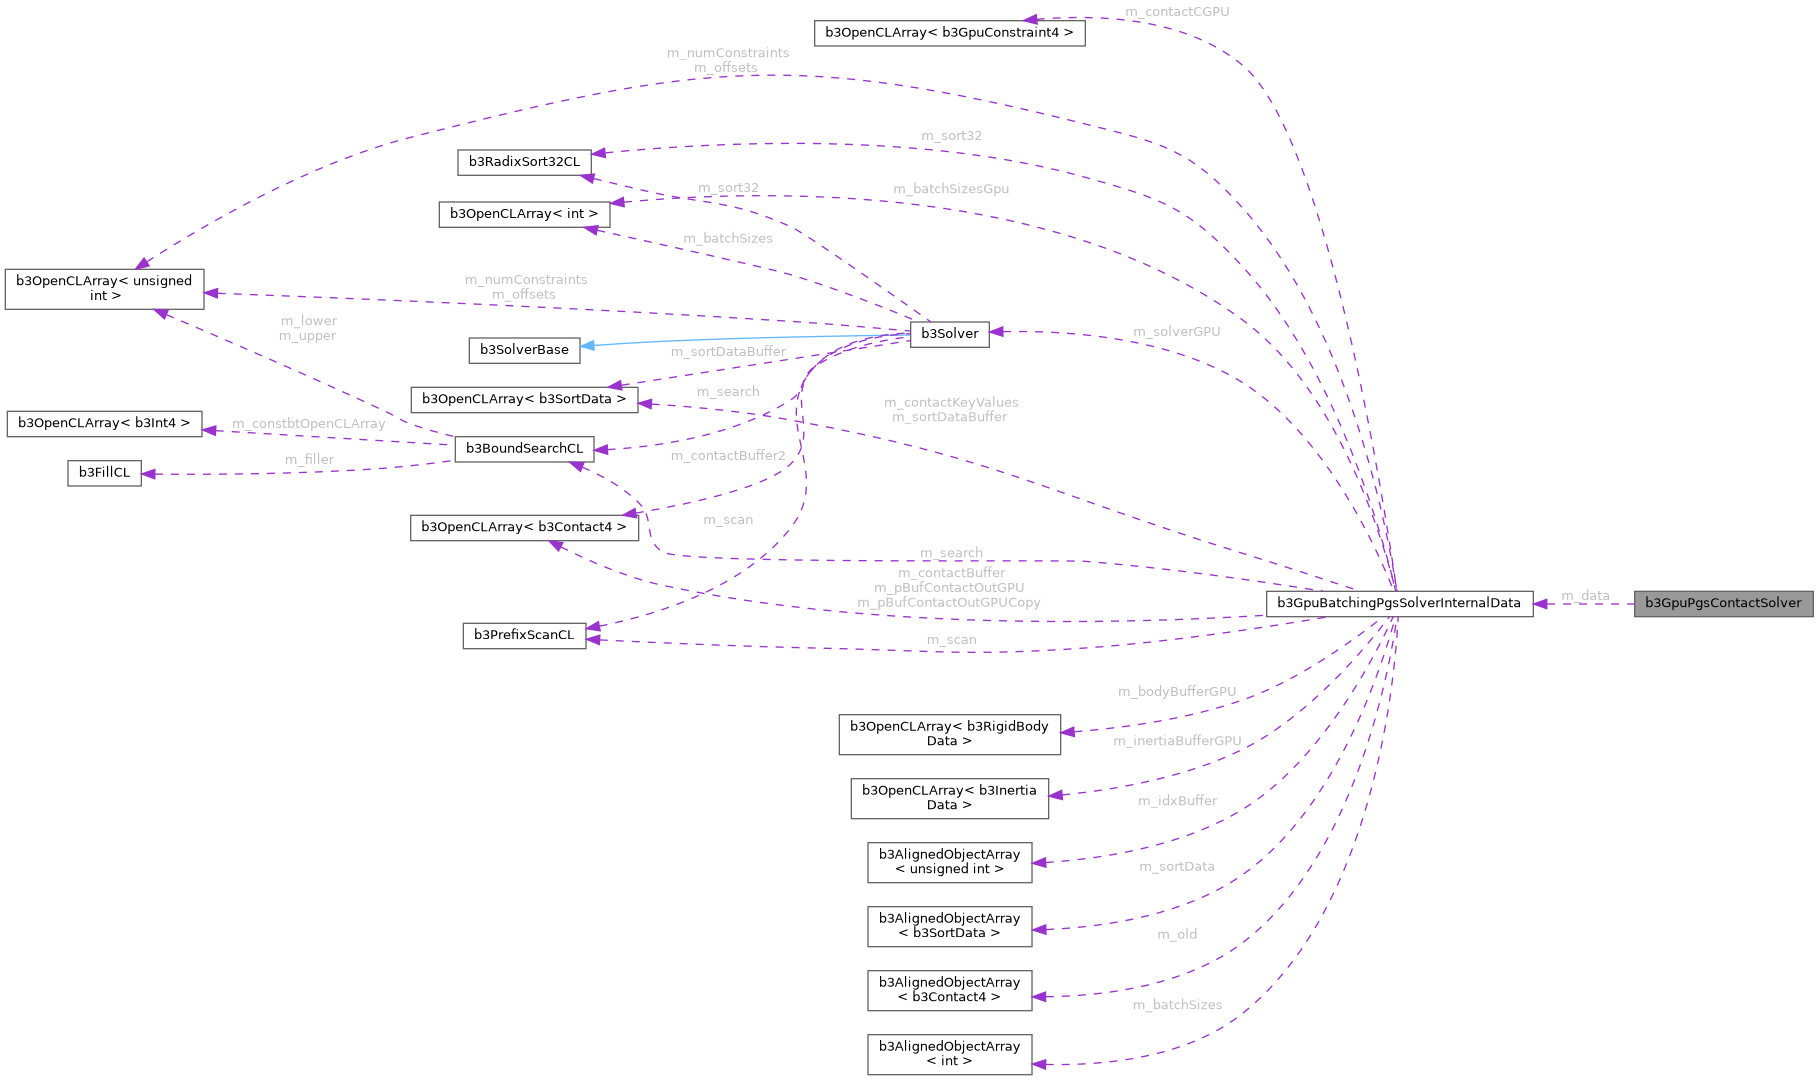 m_contactCGPU
b3OpenCLArray< b3GpuConstraint4 >
m_numConstraints
m_offsets
m_sort32
b3RadixSort32CL
m_sort32
m_batchSizesGpu
b3OpenCLArray< int >
m_batchSizes
b3OpenCLArray< unsigned
int >
m_numConstraints
m_offsets
m_lower
m_upper
b3Solver
m_solverGPU
b3SolverBase
m_sortDataBuffer
b3OpenCLArray< b3SortData >
m_search
m_contactKeyValues
m_sortDataBuffer
b3OpenCLArray< b3Int4 >
m_constbtOpenCLArray
b3BoundSearchCL
m_filler
b3FillCL
m_contactBuffer2
b3OpenCLArray< b3Contact4 >
m_scan
m_search
m_contactBuffer
m_pBufContactOutGPU
m_pBufContactOutGPUCopy
b3GpuBatchingPgsSolverInternalData
m_data
b3GpuPgsContactSolver
b3PrefixScanCL
m_scan
m_bodyBufferGPU
b3OpenCLArray< b3RigidBody
Data >
m_inertiaBufferGPU
b3OpenCLArray< b3Inertia
Data >
m_idxBuffer
b3AlignedObjectArray
< unsigned int >
m_sortData
b3AlignedObjectArray
< b3SortData >
m_old
b3AlignedObjectArray
< b3Contact4 >
m_batchSizes
b3AlignedObjectArray
< int >